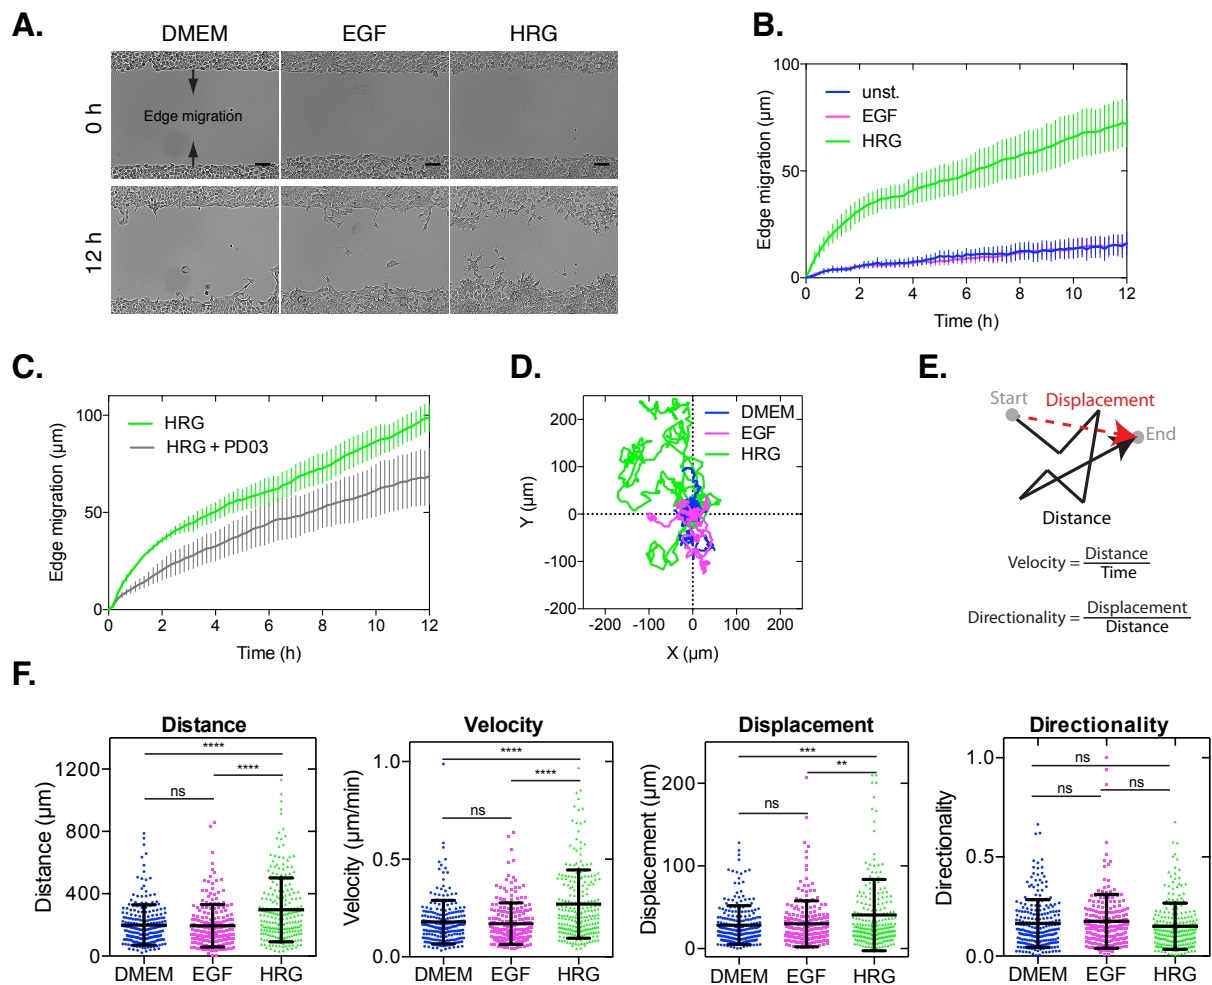 A.
DMEM EGF HRG
0 h
Edge migration
12 h
B.
Edge migration (µm)
100
50
0
unst.
EGF
HRG
0 2 4 6 8 10 12
Time (h)
C.
Edge migration (µm)
100
50
0
HRG
HRG + PD03
0 2 4 6 8 10 12
Time (h)
D.
Y (µm)
200
100
0
-100
-200
DMEM
EGF
HRG
-200 -100 0 100 200
X (µm)
E.
Start
Displacement
End
Distance
Velocity = Distance
Time
Directionality = Displacement
Distance
F.
Distance
Distance (µm)
1200
800
400
0
****
****
ns
DMEM EGF HRG
Velocity
Velocity (µm/min)
1.0
0.5
0.0
****
****
ns
DMEM EGF HRG
Displacement
Displacement (µm)
200
100
0
***
**
ns
DMEM EGF HRG
Directionality
Directionality
1.0
0.5
0.0
ns
ns ns
DMEM EGF HRG